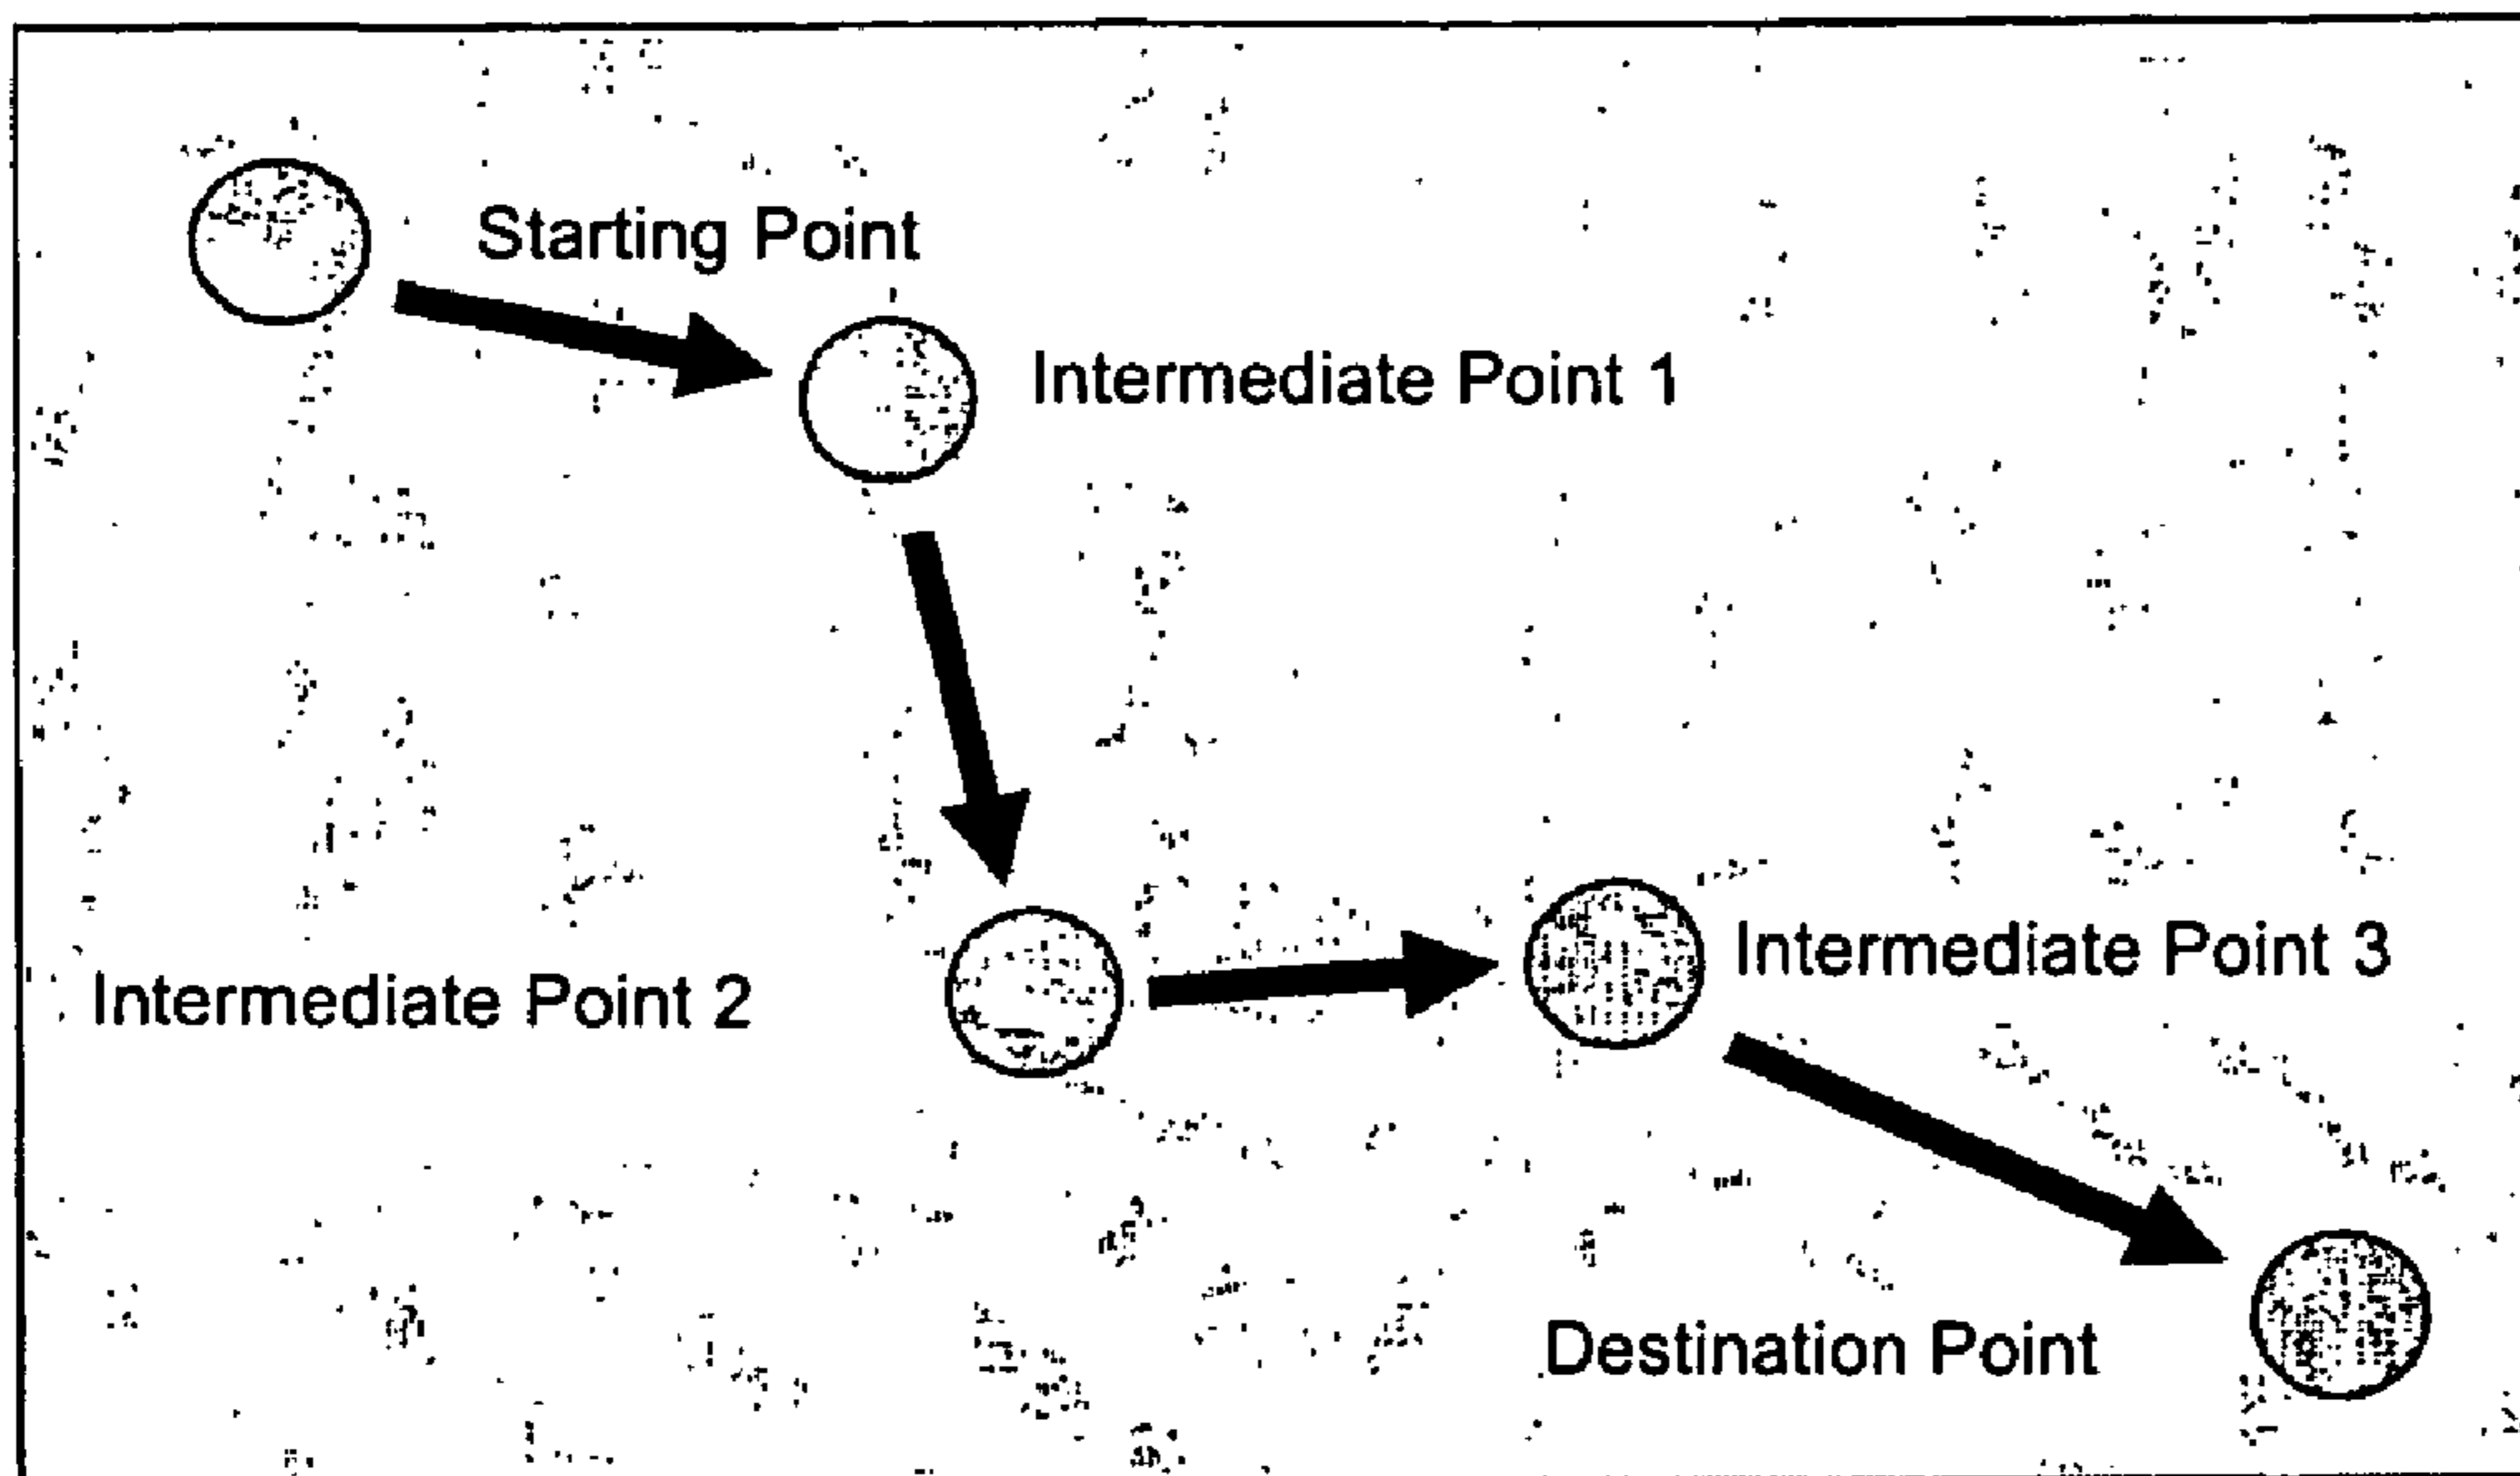 Starting Point
Intermediate Point 1
Intermediate Point 2
Intermediate Point 3
Destination Point